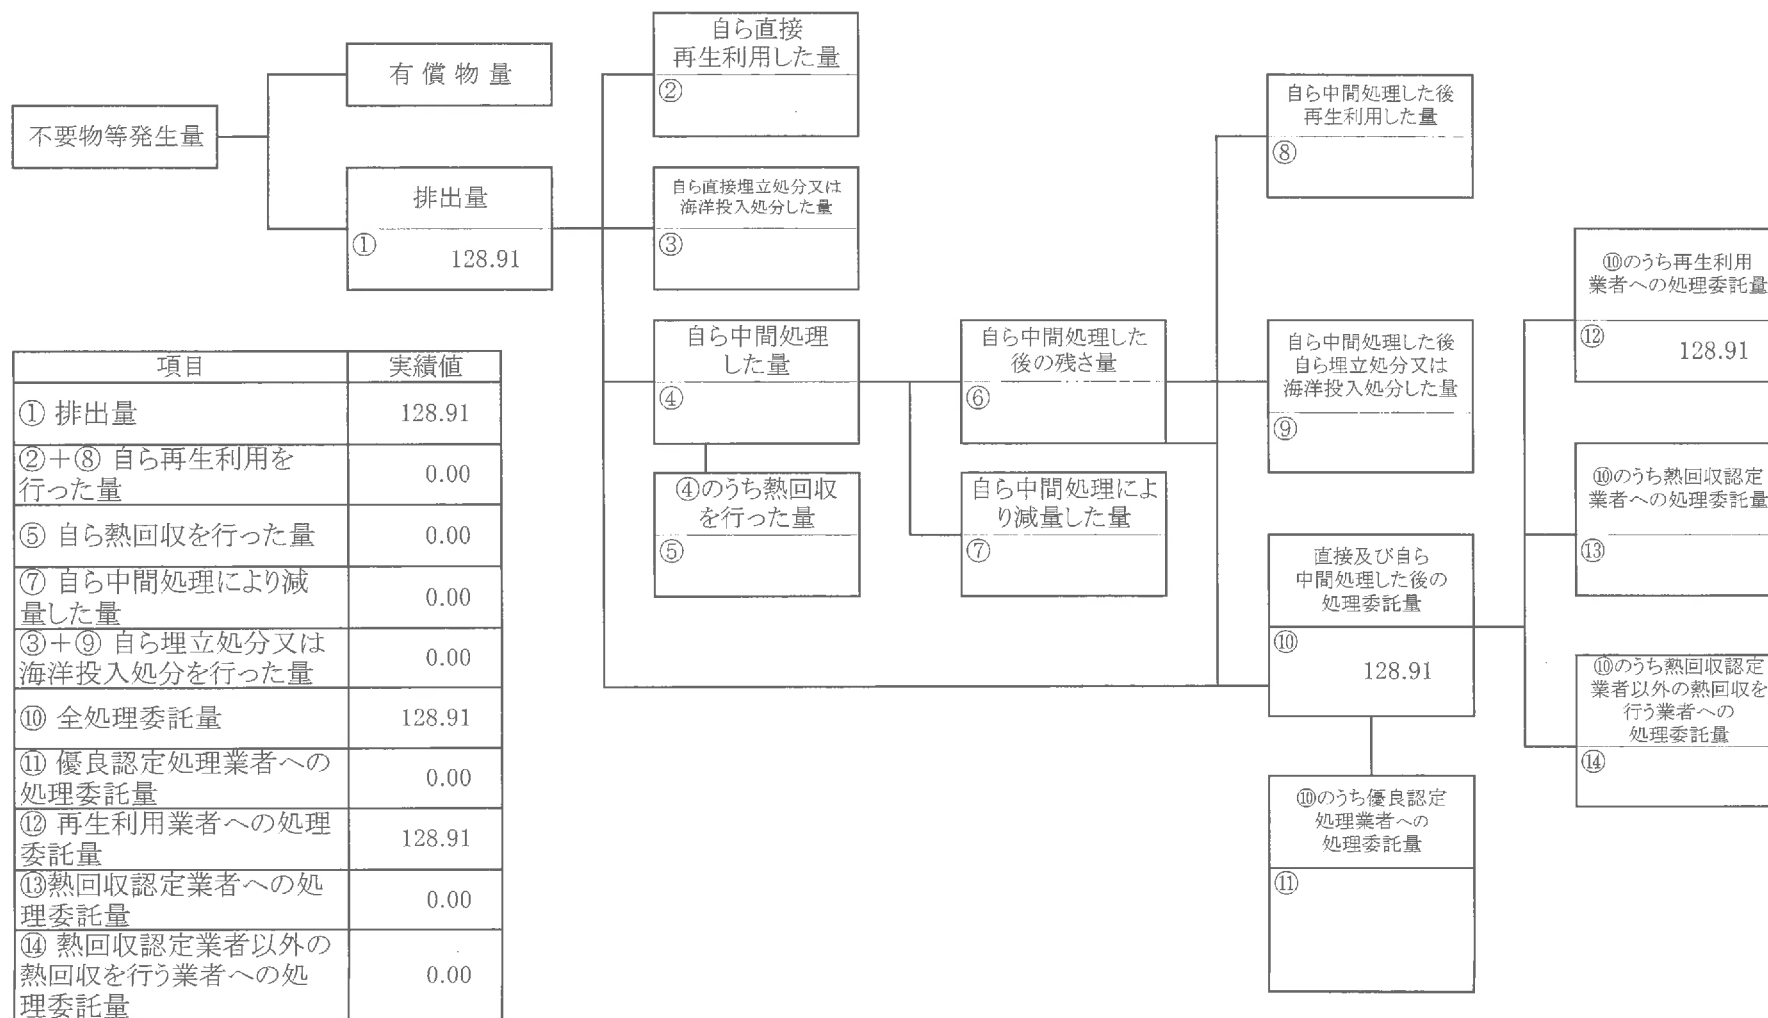 不要物等発生量
有償物量
排出量
①
128.91
自ら直接
再生利用した量
②
自ら直接埋立処分又は
海洋投入処分した量
③
自ら中間処理
した量
④
④のうち熱回収
を行った量
⑤
自ら中間処理した
後の残さ量
⑥
自ら中間処理によ
り減量した量
⑦
自ら中間処理した後
再生利用した量
⑧
自ら中間処理した後
自ら埋立処分又は
海洋投入処分した量
⑨
直接及び自ら
中間処理した後の
処理委託量
⑩
128.91
⑩のうち優良認定
処理業者への
処理委託量
⑪
⑩のうち再生利用
業者への処理委託量
⑫
128.91
⑩のうち熱回収認定
業者への処理委託量
⑬
⑩のうち熱回収認定
業者以外の熱回収を
行う業者への
処理委託量
⑭
項目 実績値
① 排出量 128.91
②+⑧ 自ら再生利用を
行った量 0.00
⑤ 自ら熱回収を行った量 0.00
⑦ 自ら中間処理により減
量した量 0.00
③+⑨ 自ら埋立処分又は
海洋投入処分を行った量 0.00
⑩ 全処理委託量 128.91
⑪ 優良認定処理業者への
処理委託量 0.00
⑫ 再生利用業者への処理
委託量 128.91
⑬熱回収認定業者への処
理委託量 0.00
⑭ 熱回収認定業者以外の
熱回収を行う業者への処
理委託量 0.00